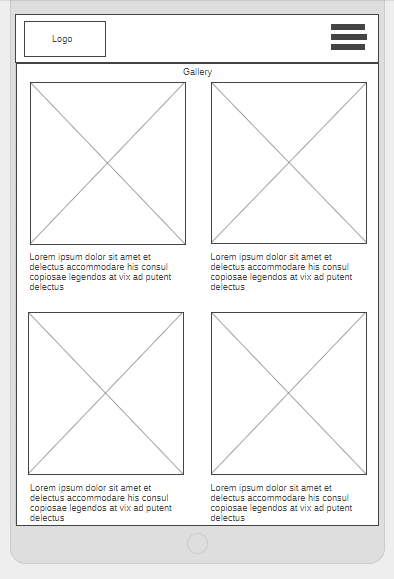 Logo
Gallery
Lorem ipsum dolor sit amet et
delectus accommodare his consul
copiosae legendos at vix ad putent
delectus
Lorem ipsum dolor sit amet et
delectus accommodare his consul
copiosae legendos at vix ad putent
delectus
Lorem ipsum dolor sit amet et
delectus accommodare his consul
copiosae legendos at vix ad putent
delectus
Lorem ipsum dolor sit amet et
delectus accommodare his consul
copiosae legendos at vix ad putent
delectus